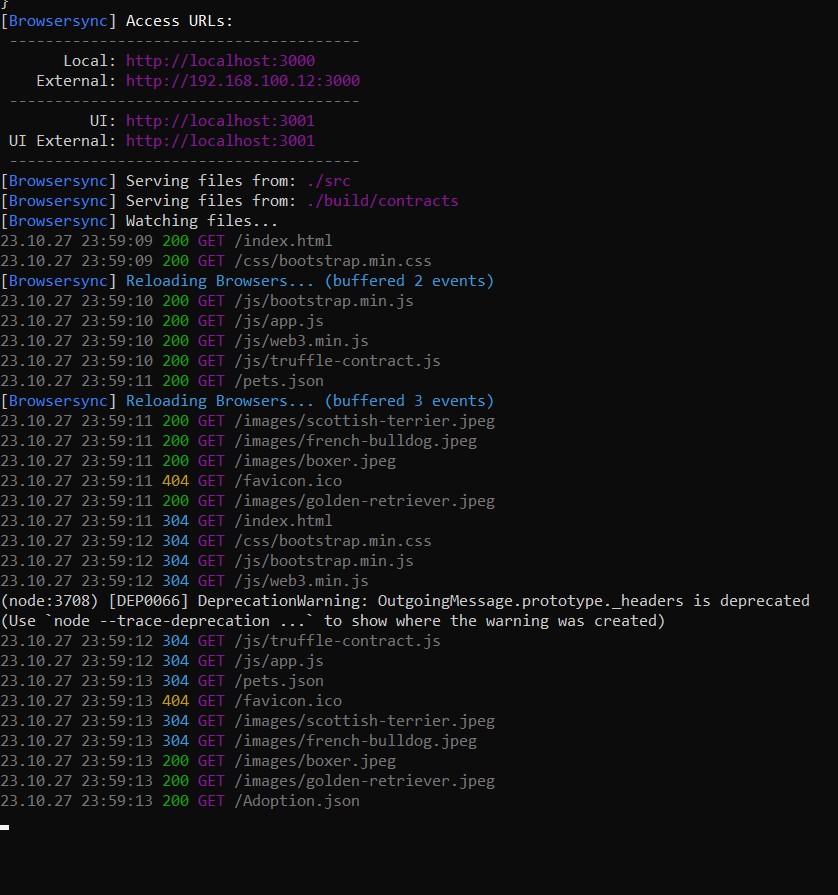 }
[Browsersync] Access URLs:
--------------------------------------
Local: http://localhost:3000
External: http://192.168.100.12:3000
--------------------------------------
UI: http://localhost:3001
UI External: http://localhost:3001
--------------------------------------
[Browsersync] Serving files from: ./src
[Browsersync] Serving files from: ./build/contracts
[Browsersync] Watching files...
23.10.27 23:59:09 200 GET /index.html
23.10.27 23:59:09 200 GET /css/bootstrap.min.css
[Browsersync] Reloading Browsers... (buffered 2 events)
23.10.27 23:59:10 200 GET /js/bootstrap.min.js
23.10.27 23:59:10 200 GET /js/app.js
23.10.27 23:59:10 200 GET /js/web3.min.js
23.10.27 23:59:10 200 GET /js/truffle-contract.js
23.10.27 23:59:11 200 GET /pets.json
[Browsersync] Reloading Browsers... (buffered 3 events)
23.10.27 23:59:11 200 GET /images/scottish-terrier.jpeg
23.10.27 23:59:11 200 GET /images/french-bulldog.jpeg
23.10.27 23:59:11 200 GET /images/boxer.jpeg
23.10.27 23:59:11 404 GET /favicon.ico
23.10.27 23:59:11 200 GET /images/golden-retriever.jpeg
23.10.27 23:59:11 304 GET /index.html
23.10.27 23:59:12 304 GET /css/bootstrap.min.css
23.10.27 23:59:12 304 GET /js/bootstrap.min.js
23.10.27 23:59:12 304 GET /js/web3.min.js
(node:3708) [DEP0066] DeprecationWarning: OutgoingMessage.prototype._headers is deprecated
(Use `node --trace-deprecation ...` to show where the warning was created)
23.10.27 23:59:12 304 GET /js/truffle-contract.js
23.10.27 23:59:12 304 GET /js/app.js
23.10.27 23:59:13 304 GET /pets.json
23.10.27 23:59:13 404 GET /favicon.ico
23.10.27 23:59:13 304 GET /images/scottish-terrier.jpeg
23.10.27 23:59:13 304 GET /images/french-bulldog.jpeg
23.10.27 23:59:13 200 GET /images/boxer.jpeg
23.10.27 23:59:13 200 GET /images/golden-retriever.jpeg
23.10.27 23:59:13 200 GET /Adoption.json